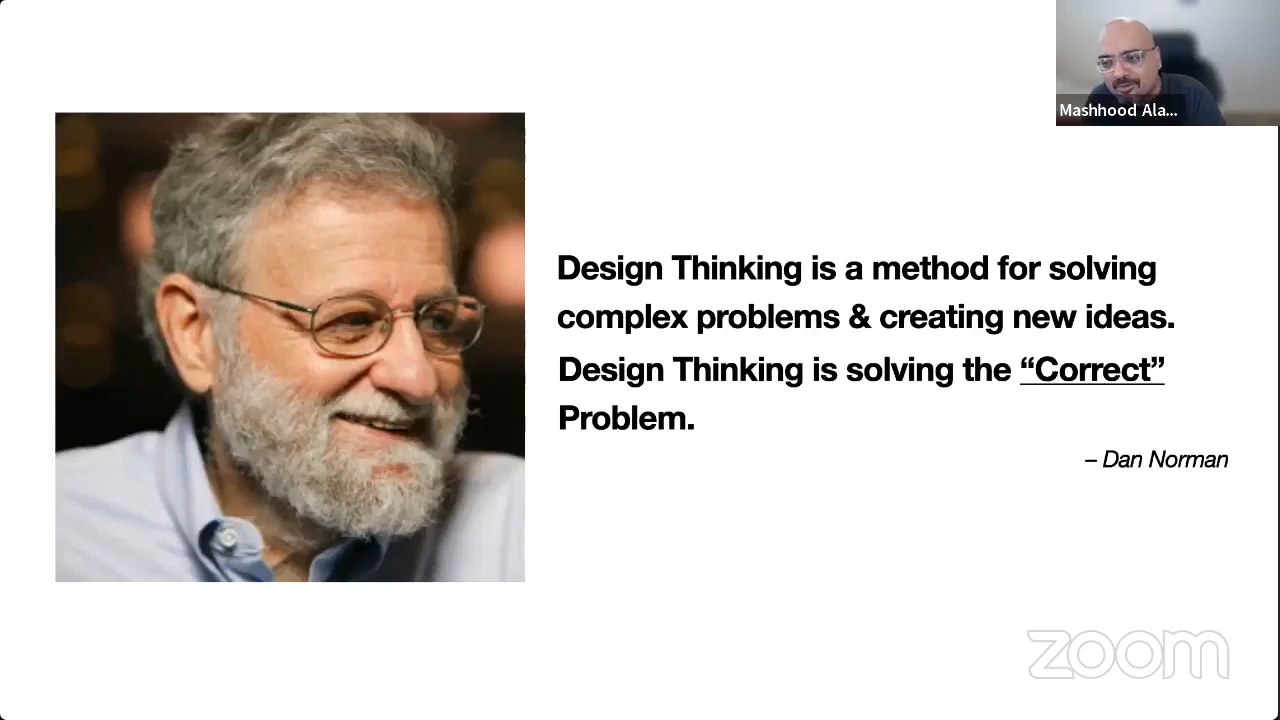 Mashhood Ala...
Design Thinking is a method for solving
complex problems & creating new ideas.
Design Thinking is solving the “Correct”
Problem.
– Dan Norman
zoom